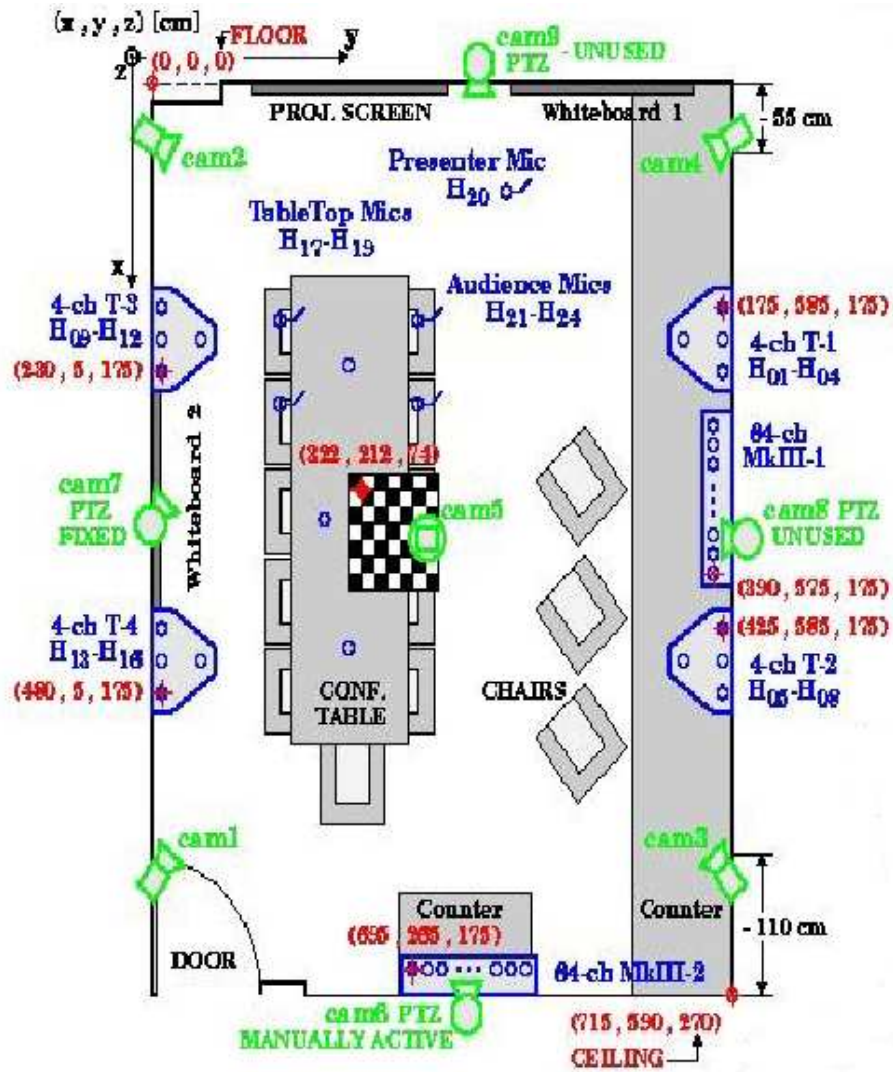 (x , y , z) [cm]
FLOOR
y
z
(0, 0, 0)
cam9
PTZ - UNUSED
PROJ. SCREEN
Whiteboard 1
~ 55 cm
cam2
cam4
Presenter Mic
H20
TableTop Mics
H17-H19
x
Audience Mics
H21-H24
4-ch T-3
H09-H12
(230 , 5 , 175)
(175 , 585 , 175)
4-ch T-1
H01-H04
Whiteboard 2
64-ch
MkIII-1
(222 , 212 , 74)
cam7
PTZ
FIXED
cam5
cam8 PTZ
UNUSED
(390 , 575 , 175)
4-ch T-4
H13-H16
(480 , 5 , 175)
(425 , 585 , 175)
4-ch T-2
H05-H08
CONF.
TABLE
CHAIRS
cam1
cam3
Counter
Counter
~ 110 cm
(695 , 265 , 175)
DOOR
64-ch MkIII-2
cam6 PTZ
MANUALLY ACTIVE
(715 , 590 , 270)
CEILING